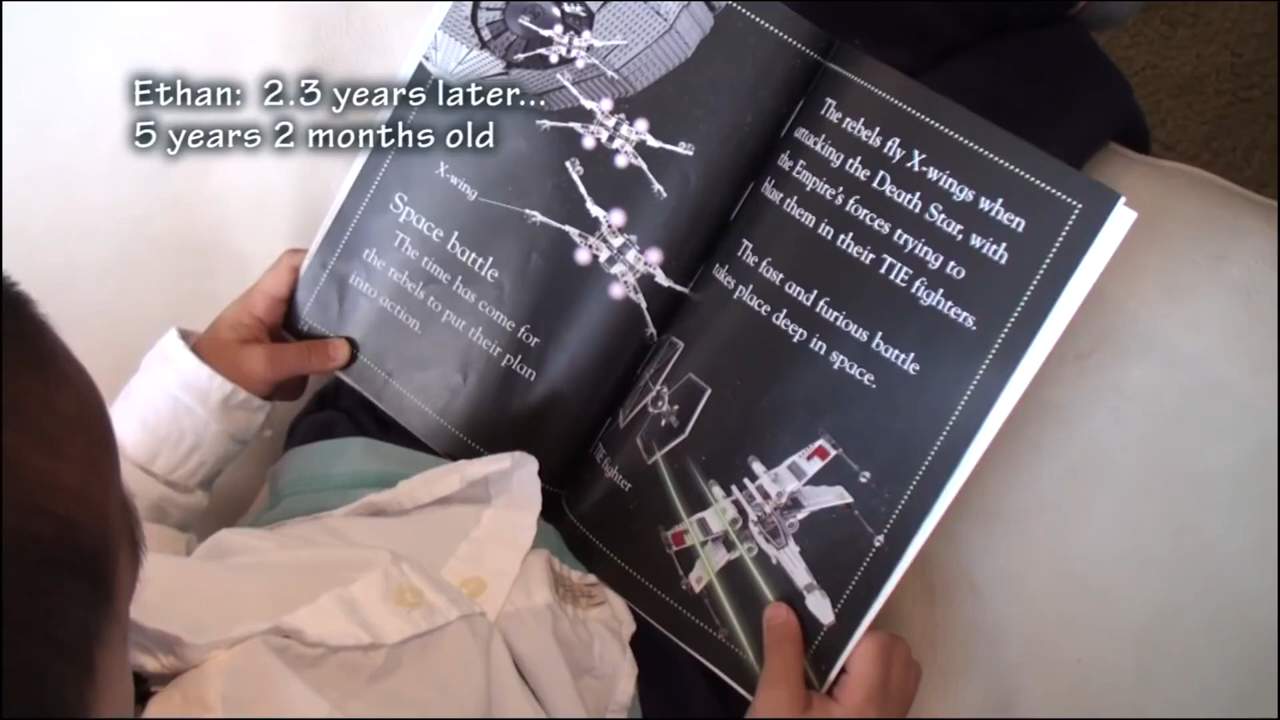 Ethan: 2.3 years later...
5 years 2 months old
X-wing
Space battle
The time has come for
the rebels to put their plan
into action.
The rebels fly X-wings when
attacking the Death Star, with
the Empire's forces trying to
blast them in their TIE fighters.
The fast and furious battle
takes place deep in space.
TIE fighter